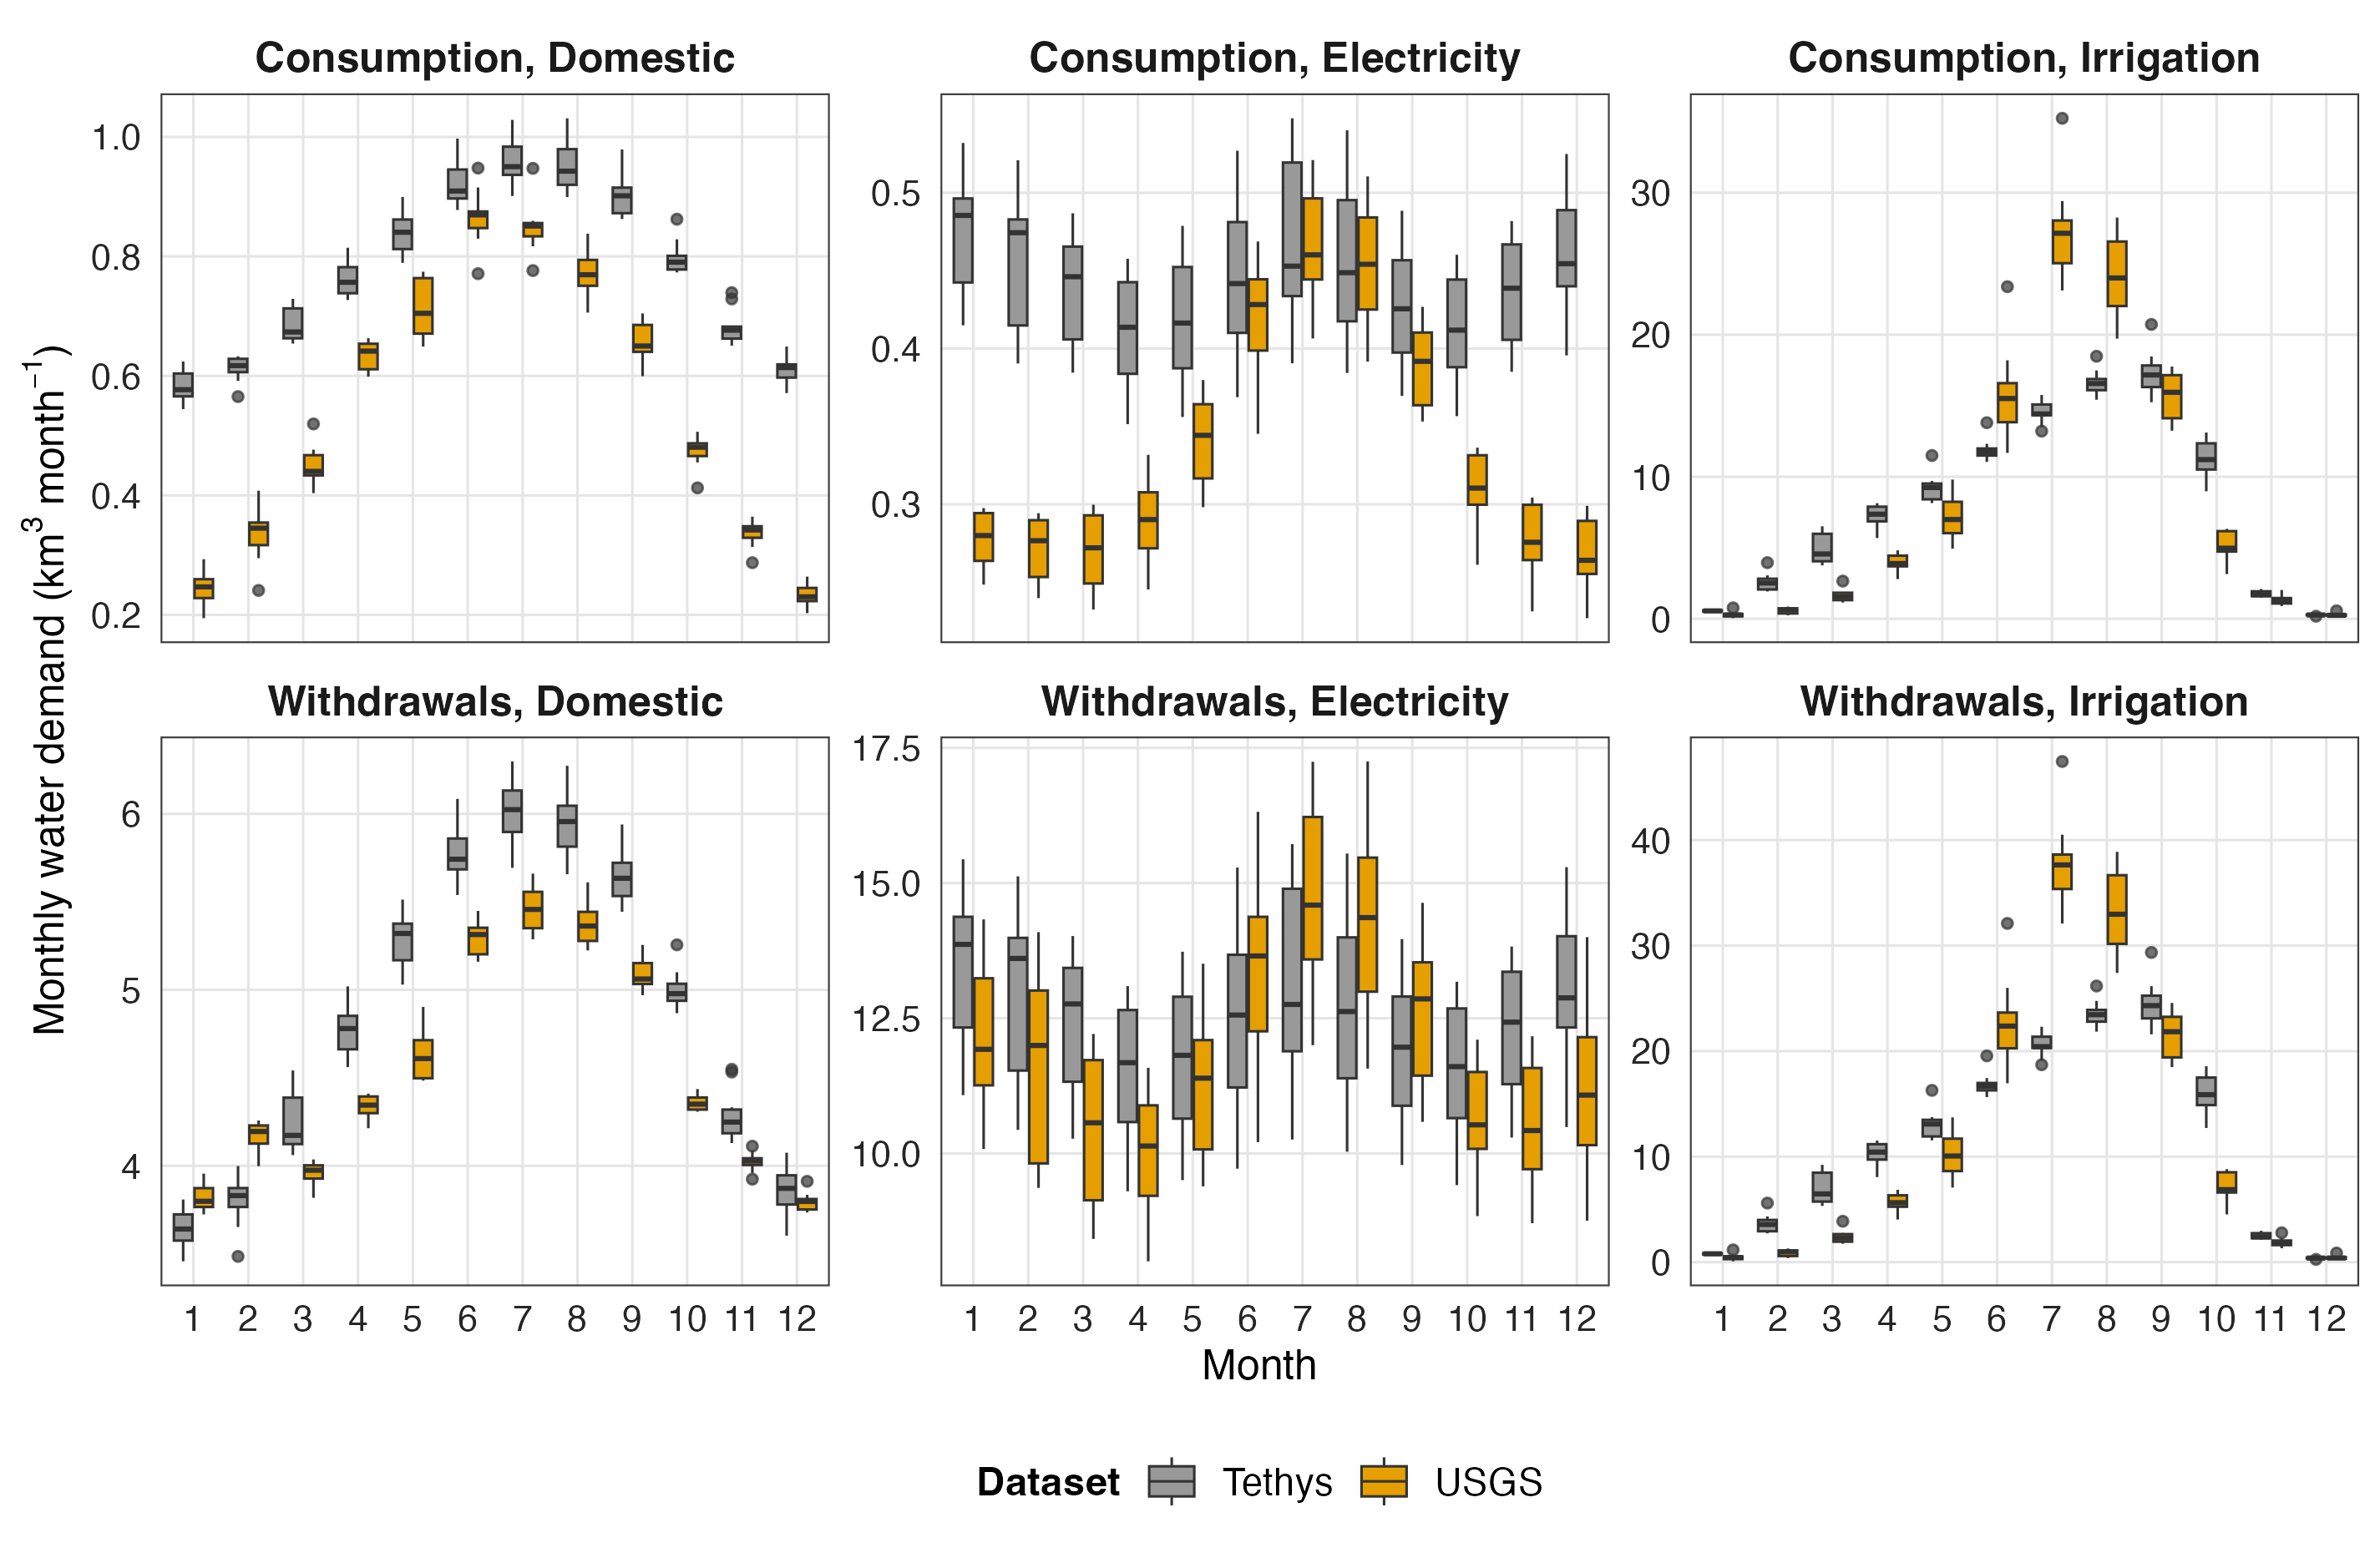 Consumption, Domestic
Consumption, Electricity
Consumption, Irrigation
1.0
0.8
0.6
0.4
0.2
0.5
0.4
0.3
30
20
10
0
Monthly water demand (km³ month⁻¹)
Withdrawals, Domestic
Withdrawals, Electricity
Withdrawals, Irrigation
6
5
4
17.5
15.0
12.5
10.0
40
30
20
10
0
1 2 3 4 5 6 7 8 9 10 11 12
1 2 3 4 5 6 7 8 9 10 11 12
1 2 3 4 5 6 7 8 9 10 11 12
Month
Dataset Tethys USGS